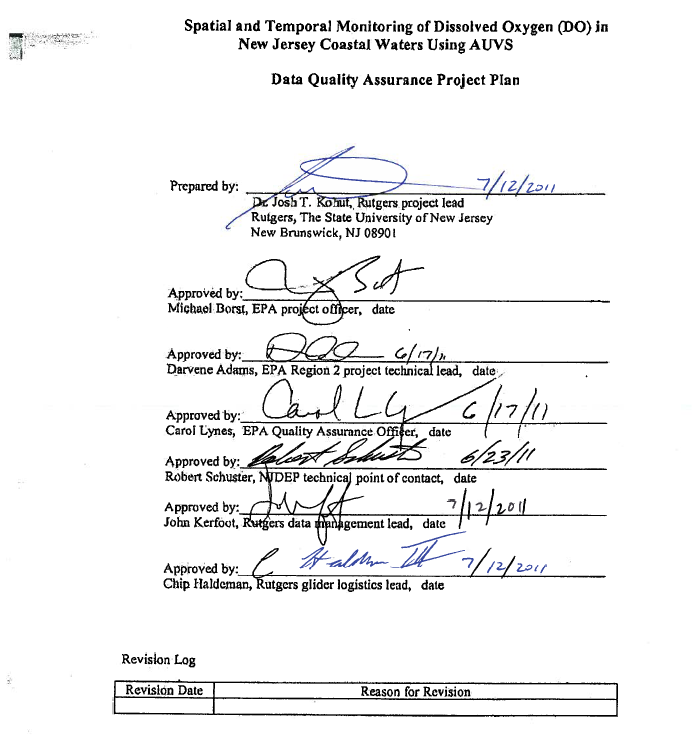 Spatial and Temporal Monitoring of Dissolved Oxygen (DO) in
New Jersey Coastal Waters Using AUVS
Data Quality Assurance Project Plan
Prepared by: 7/12/2011
Dr. Josh T. Kohut, Rutgers project lead
Rutgers, The State University of New Jersey
New Brunswick, NJ 08901
Approved by:
Michael Borst, EPA project officer, date
Approved by: 6/17/11
Darvene Adams, EPA Region 2 project technical lead, date
Approved by: Carol L 6/17/11
Carol Lynes, EPA Quality Assurance Officer, date
Approved by: Robert Schuster 6/23/11
Robert Schuster, NJDEP technical point of contact, date
Approved by: 7/12/2011
John Kerfoot, Rutgers data management lead, date
Approved by: C Haldeman III 7/12/2011
Chip Haldeman, Rutgers glider logistics lead, date
Revision Log
Revision Date Reason for Revision